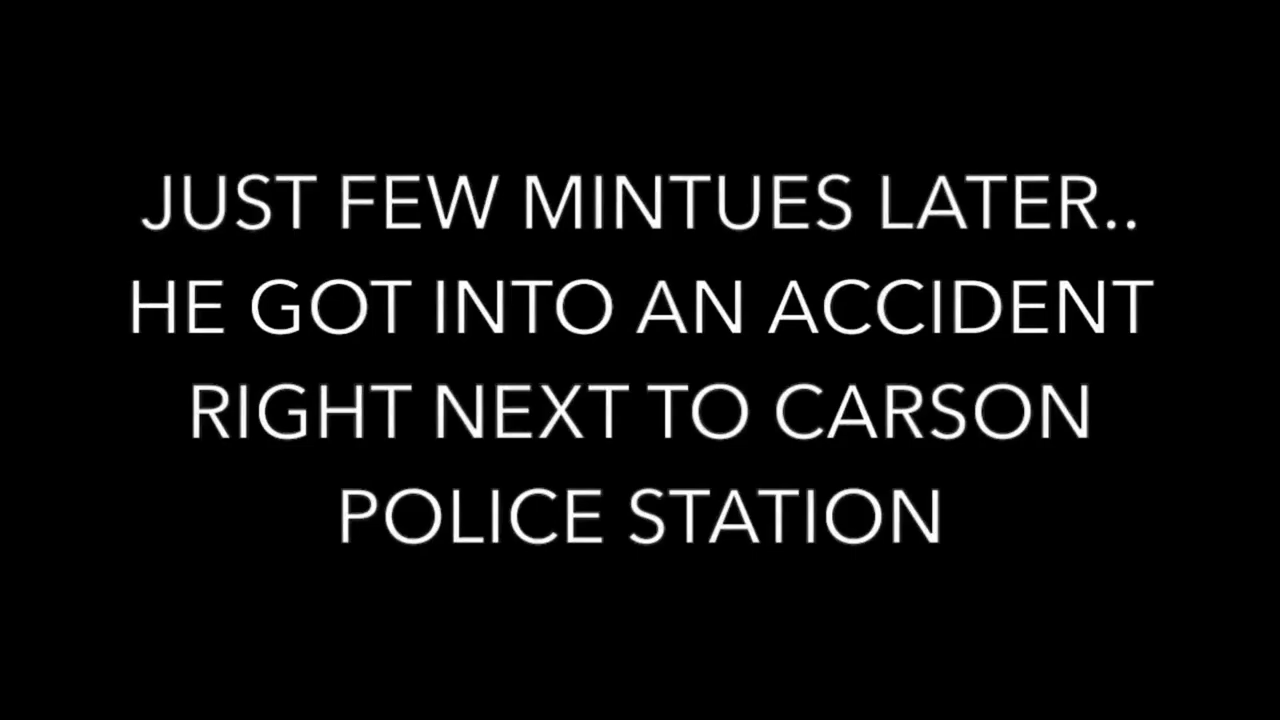 JUST FEW MINTUES LATER..
HE GOT INTO AN ACCIDENT
RIGHT NEXT TO CARSON
POLICE STATION